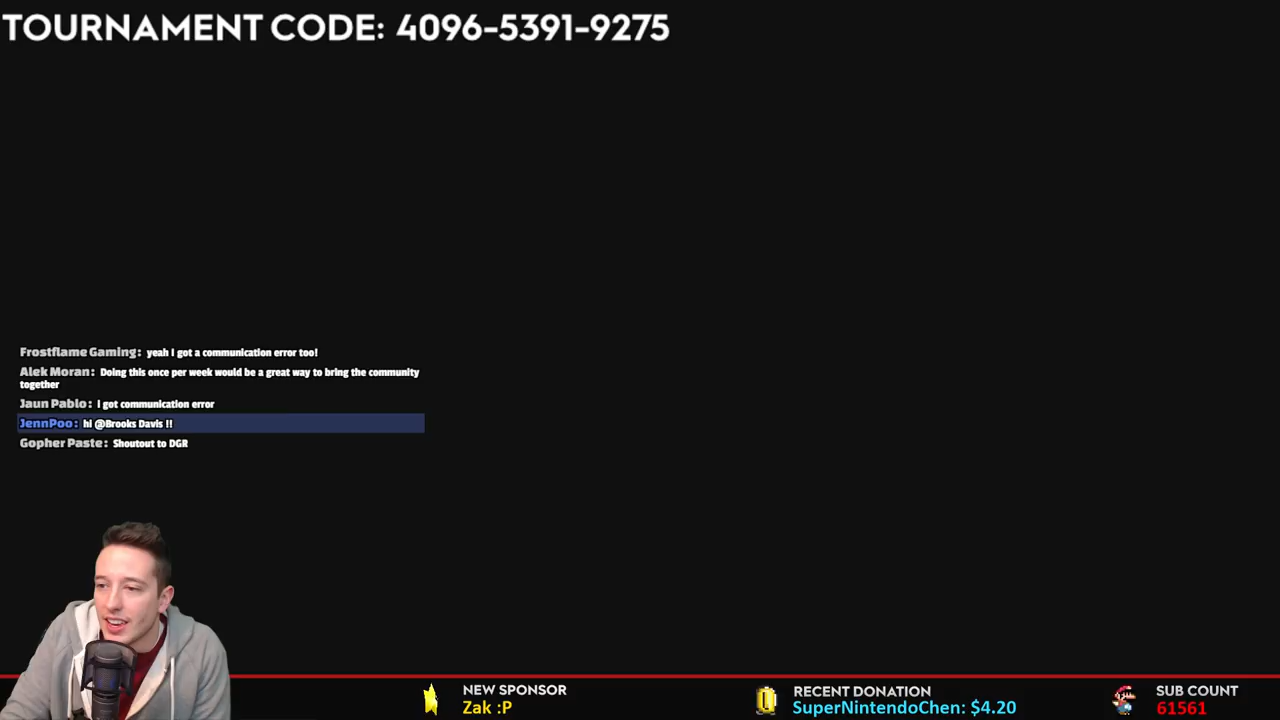 TOURNAMENT CODE: 4096-5391-9275
Frostflame Gaming: yeah I got a communication error too!
Alek Moran: Doing this once per week would be a great way to bring the community
together
Jaun Pablo: I got communication error
JennPoo: hi @Brooks Davis !!
Gopher Paste: Shoutout to DGR
NEW SPONSOR
Zak :P
RECENT DONATION
SuperNintendoChen: $4.20
SUB COUNT
61561